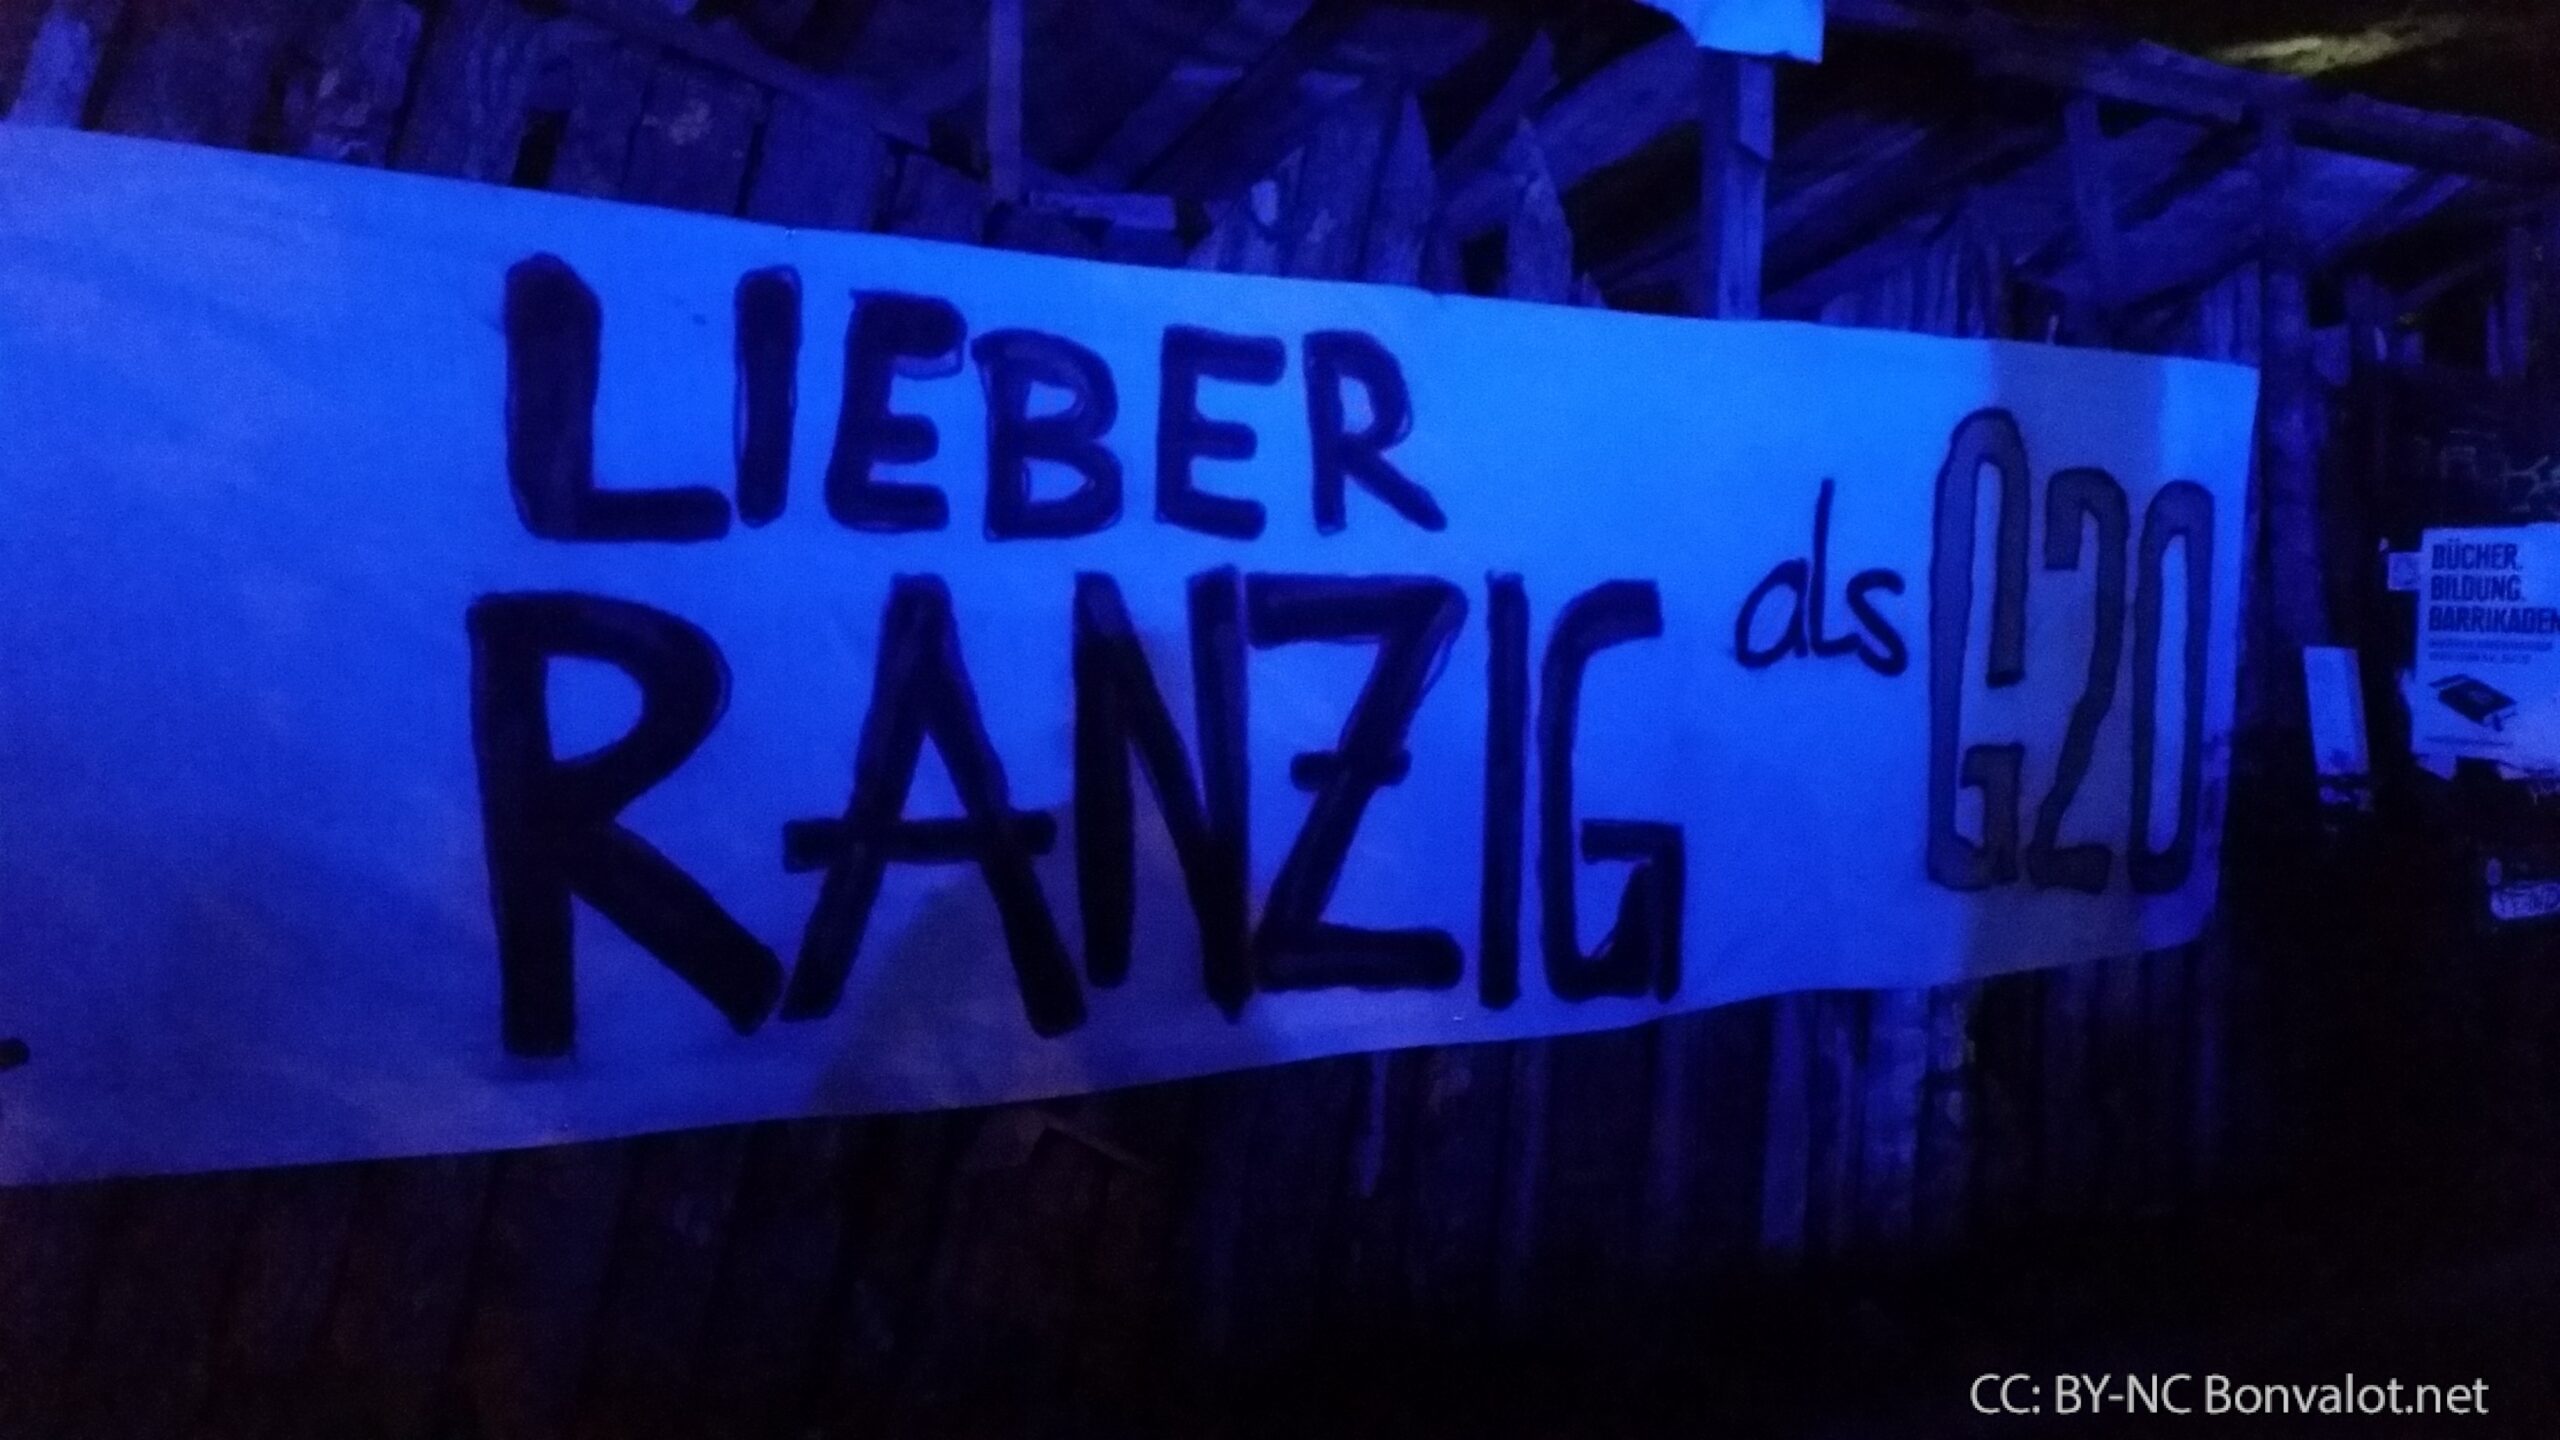 LIEBER
RANZIG als G20
BÜCHER.
BILDUNG.
BARRIKADEN
CC: BY-NC Bonvalot.net